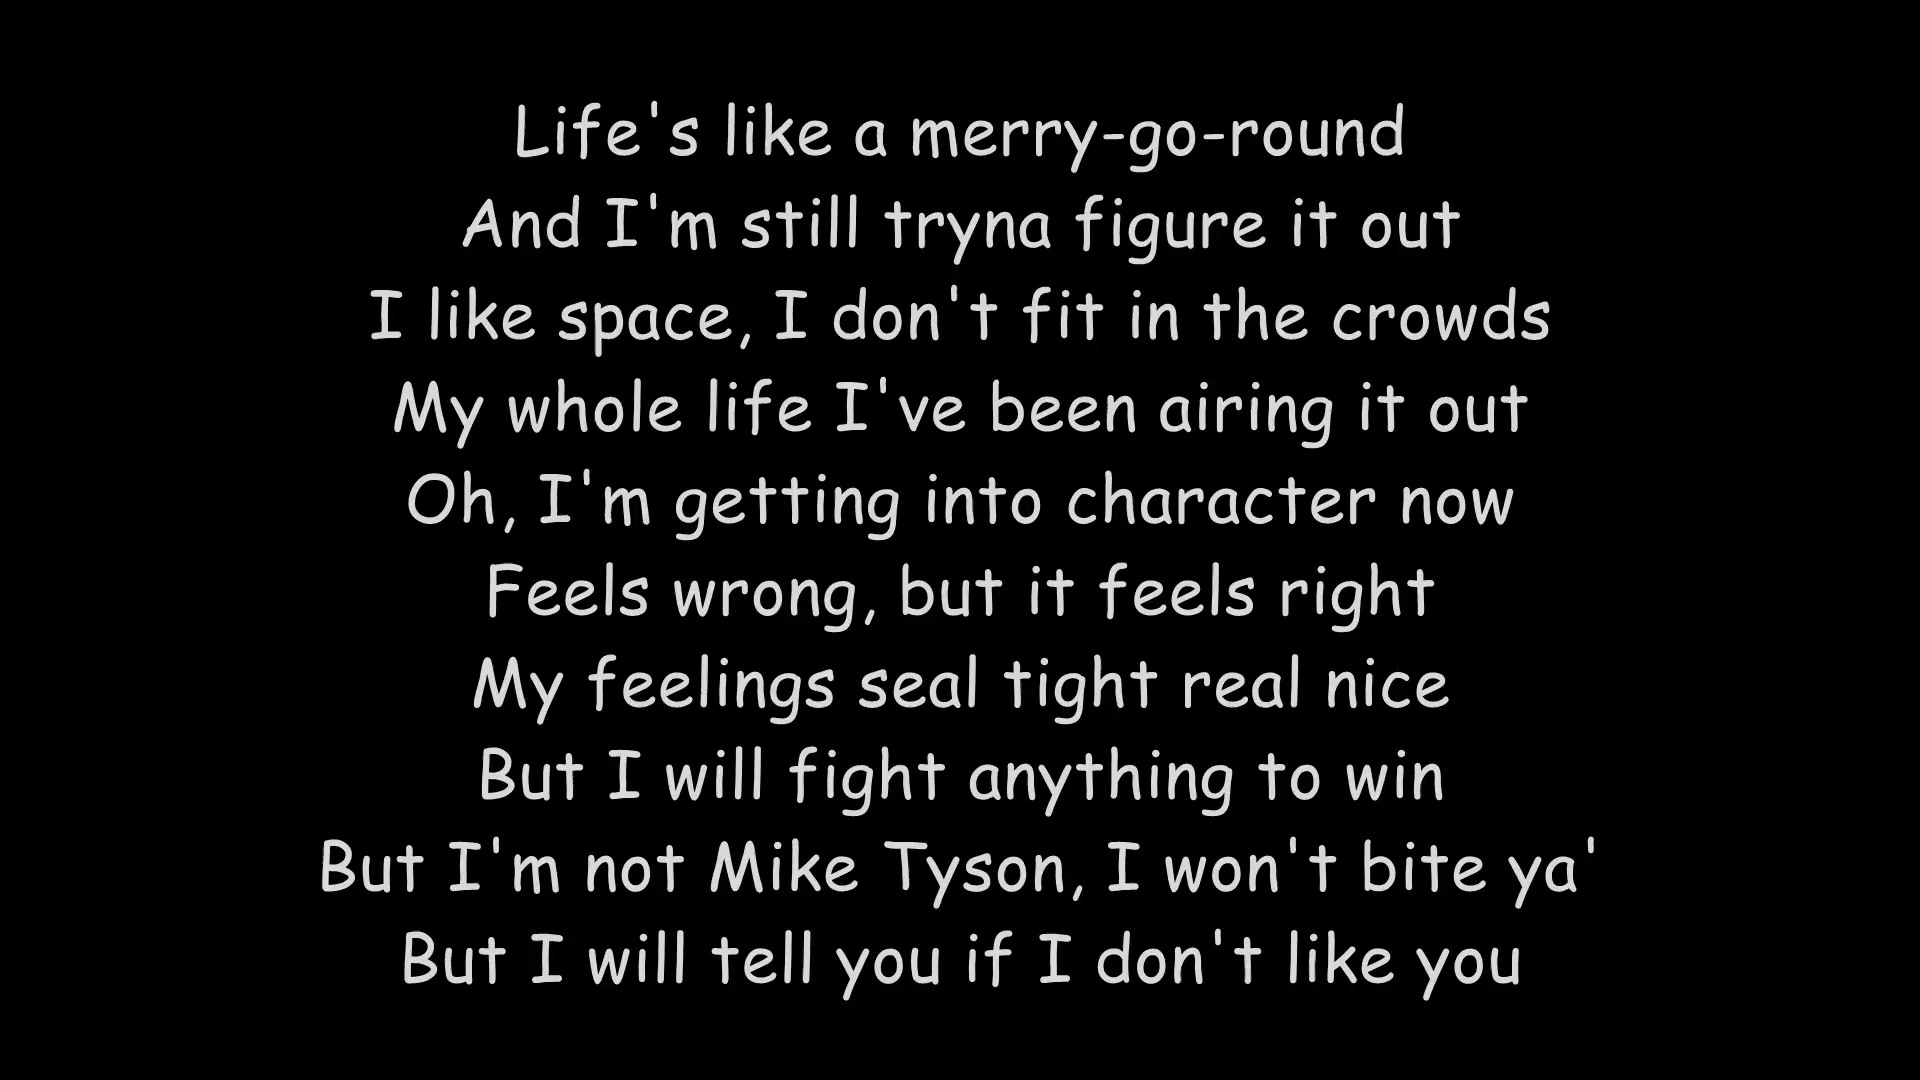 Life's like a merry-go-round
And I'm still tryna figure it out
I like space, I don't fit in the crowds
My whole life I've been airing it out
Oh, I'm getting into character now
Feels wrong, but it feels right
My feelings seal tight real nice
But I will fight anything to win
But I'm not Mike Tyson, I won't bite ya'
But I will tell you if I don't like you